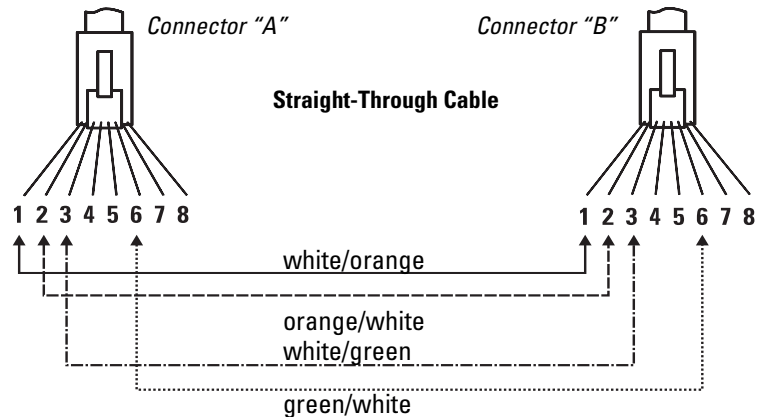 Connector "A"
Connector "B"
Straight-Through Cable
1 2 3 4 5 6 7 8
1 2 3 4 5 6 7 8
white/orange
orange/white
white/green
green/white